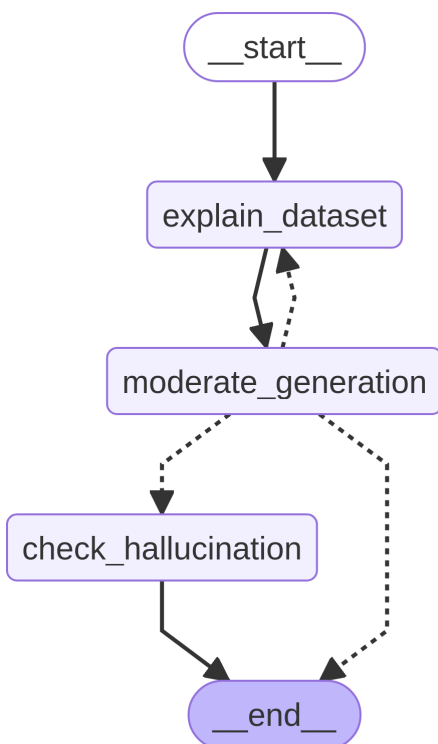 __start__
explain_dataset
moderate_generation
check_hallucination
__end__